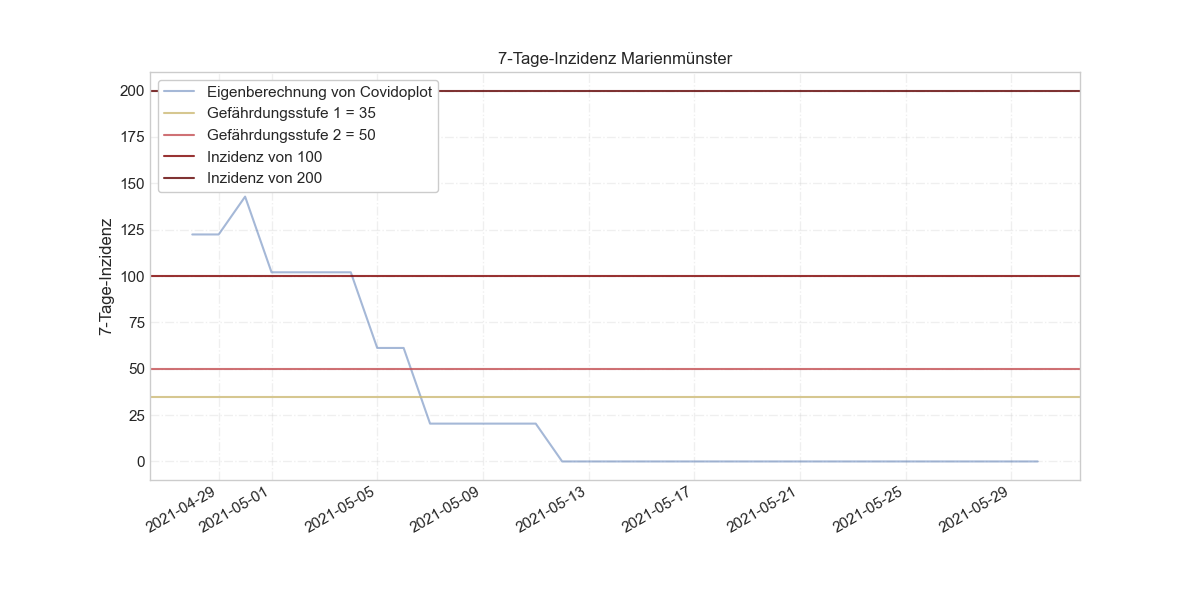 7-Tage-Inzidenz Marienmünster
Eigenberechnung von Covidoplot
Gefährdungsstufe 1 = 35
Gefährdungsstufe 2 = 50
Inzidenz von 100
Inzidenz von 200
7-Tage-Inzidenz
200
175
150
125
100
75
50
25
0
2021-04-29
2021-05-01
2021-05-05
2021-05-09
2021-05-13
2021-05-17
2021-05-21
2021-05-25
2021-05-29